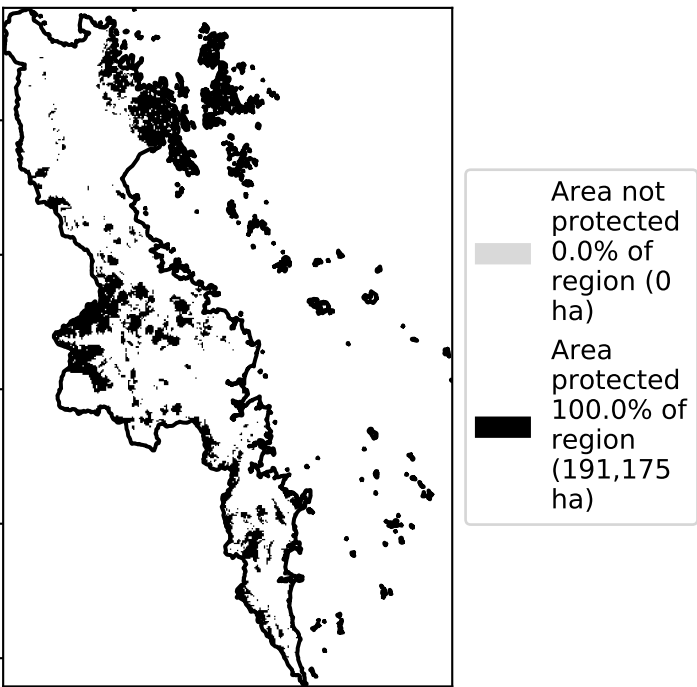 Area not
protected
0.0% of
region (0
ha)
Area
protected
100.0% of
region
(191,175
ha)